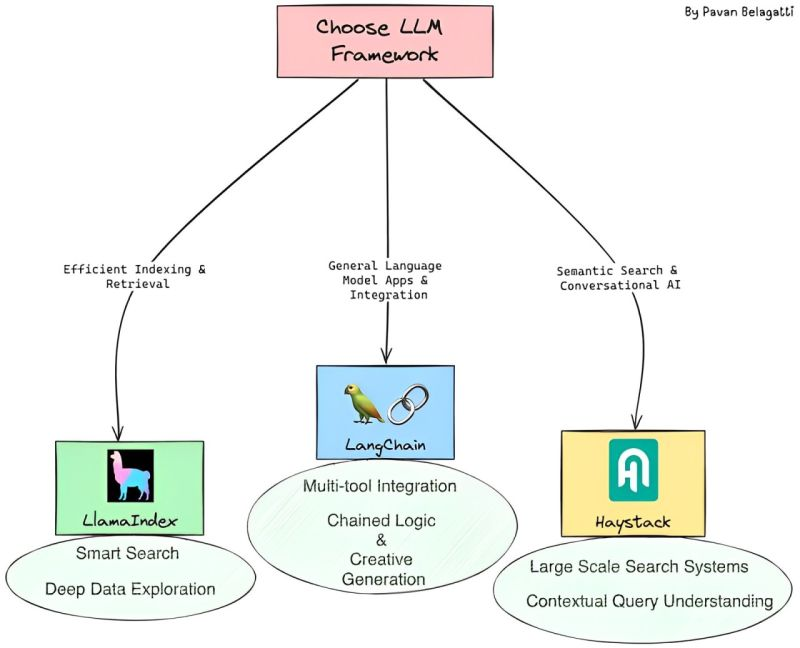 By Pavan Belagatti
Choose LLM
Framework
Efficient Indexing &
Retrieval
General Language
Model Apps &
Integration
Semantic Search &
Conversational AI
LlamaIndex
Smart Search
Deep Data Exploration
LangChain
Multi-tool Integration
Chained Logic
&
Creative
Generation
Haystack
Large Scale Search Systems
Contextual Query Understanding